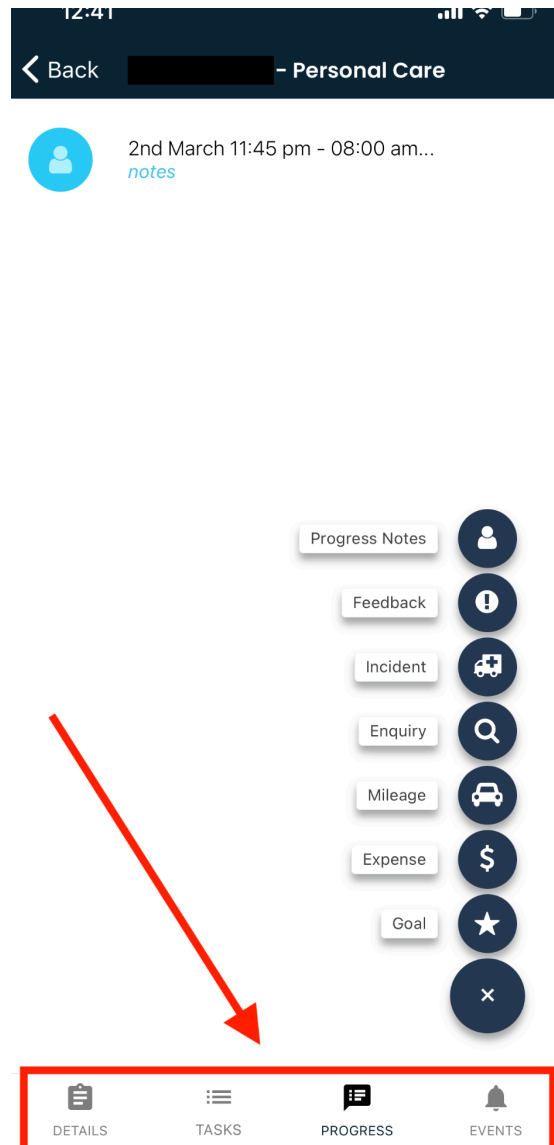 12:41
Back
– Personal Care
2nd March 11:45 pm - 08:00 am...
notes
Progress Notes
Feedback
Incident
Enquiry
Mileage
Expense
Goal
DETAILS TASKS PROGRESS EVENTS